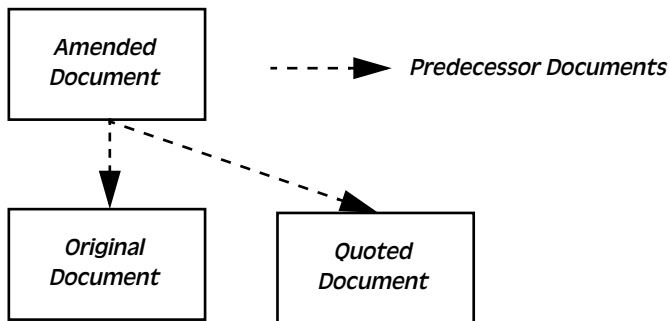 Amended
Document
Predecessor Documents
Original
Document
Quoted
Document